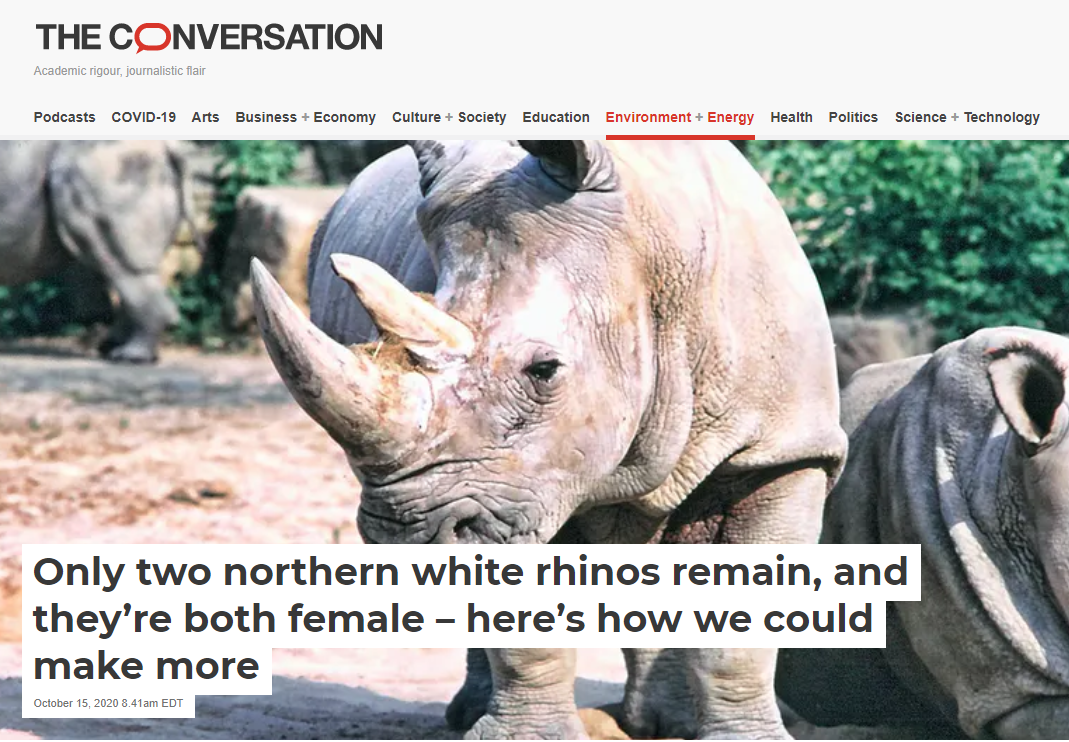 THE CONVERSATION
Academic rigour, journalistic flair
Podcasts COVID-19 Arts Business + Economy Culture + Society Education Environment + Energy Health Politics Science + Technology
Only two northern white rhinos remain, and
they’re both female – here’s how we could
make more
October 15, 2020 8.41am EDT